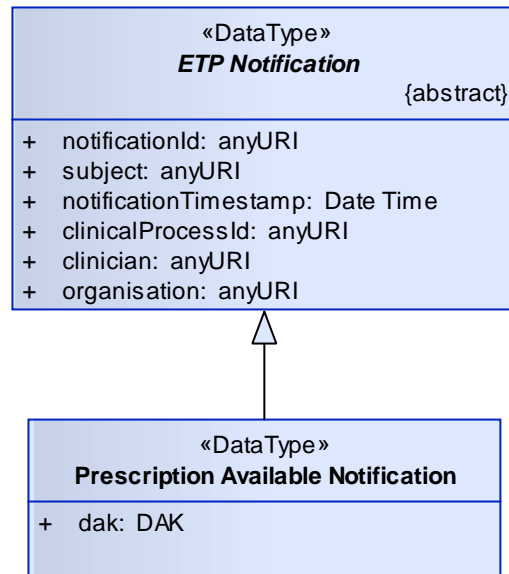 «DataType»
ETP Notification
{abstract}
+ notificationId: anyURI
+ subject: anyURI
+ notificationTimestamp: Date Time
+ clinicalProcessId: anyURI
+ clinician: anyURI
+ organisation: anyURI
«DataType»
Prescription Available Notification
+ dak: DAK